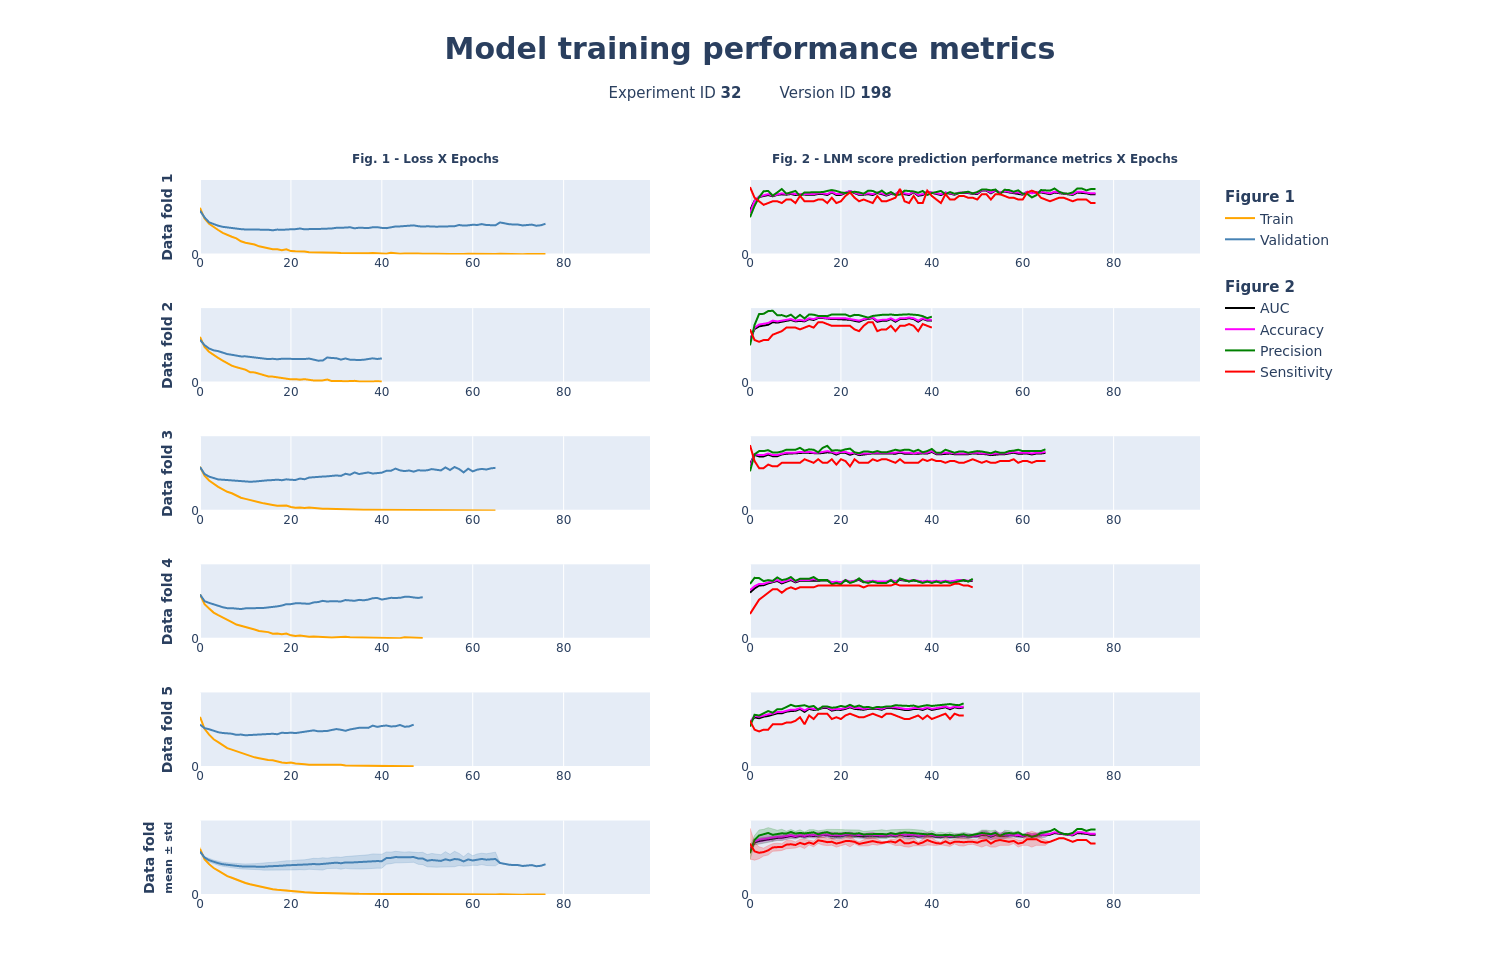 Model training performance metrics
Experiment ID 32 Version ID 198
Fig. 1 - Loss X Epochs
Fig. 2 - LNM score prediction performance metrics X Epochs
Data fold 1
0
0 20 40 60 80
0
0 20 40 60 80
Figure 1
Train
Validation
Figure 2
AUC
Accuracy
Precision
Sensitivity
Data fold 2
0
0 20 40 60 80
0
0 20 40 60 80
Data fold 3
0
0 20 40 60 80
0
0 20 40 60 80
Data fold 4
0
0 20 40 60 80
0
0 20 40 60 80
Data fold 5
0
0 20 40 60 80
0
0 20 40 60 80
Data fold
mean ± std
0
0 20 40 60 80
0
0 20 40 60 80